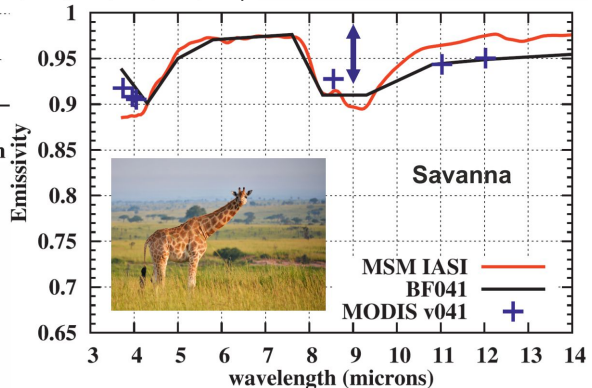 1
0.95
0.9
0.85
0.8
0.75
0.7
0.65
Emissivity
Savanna
MSM IASI
BF041
MODIS v041
3 4 5 6 7 8 9 10 11 12 13 14
wavelength (microns)